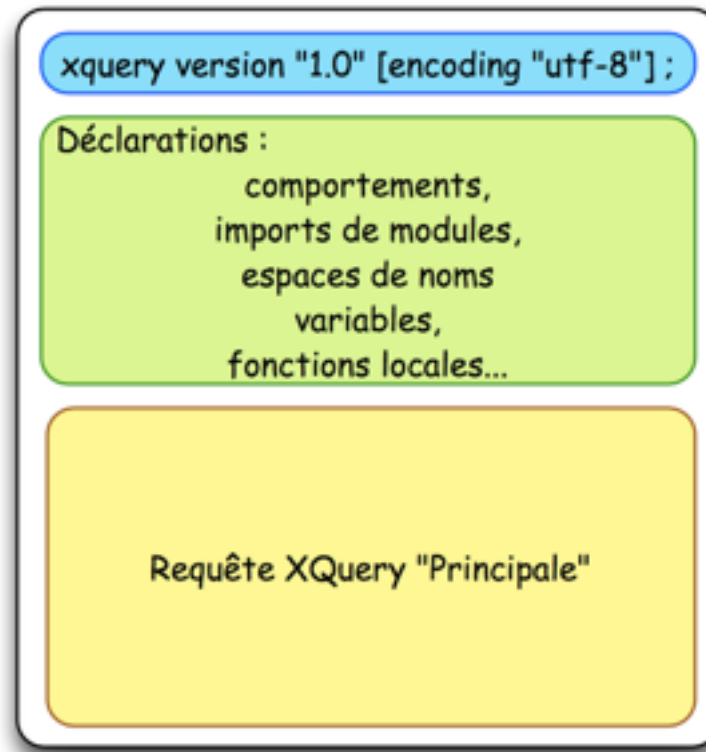 xquery version "1.0" [encoding "utf-8"] ;
Déclarations :
comportements,
imports de modules,
espaces de noms
variables,
fonctions locales...
Requête XQuery "Principale"